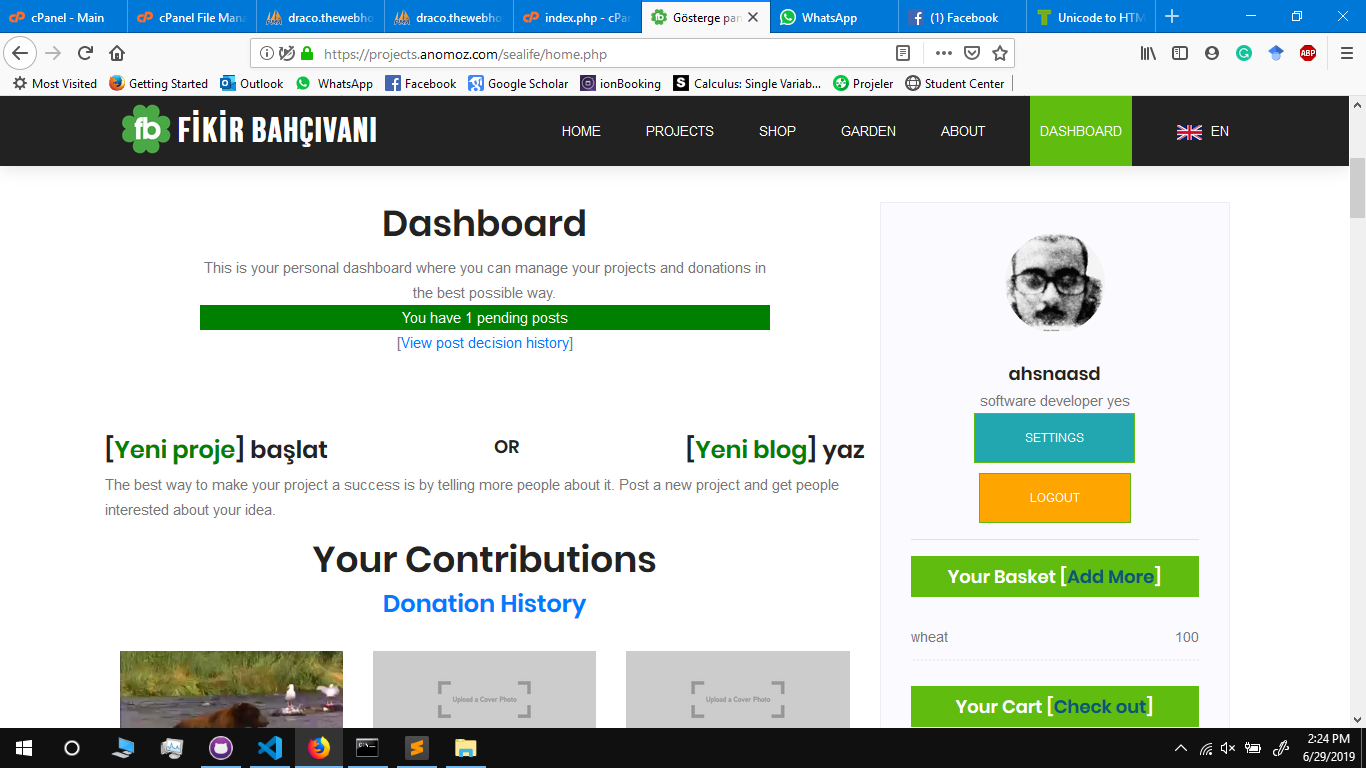 cPanel - Main
cPanel File Mana
draco.thewebho
draco.thewebho
index.php - cPan
Gösterge pan
WhatsApp
(1) Facebook
Unicode to HTM
https://projects.anomoz.com/sealife/home.php
ABP
Most Visited
Getting Started
Outlook
WhatsApp
Facebook
Google Scholar
ionBooking
Calculus: Single Variab...
Projeler
Student Center
fb FİKİR BAHÇIVANI
HOME
PROJECTS
SHOP
GARDEN
ABOUT
DASHBOARD
EN
Dashboard
This is your personal dashboard where you can manage your projects and donations in
the best possible way.
You have 1 pending posts
[View post decision history]
[Yeni proje] başlat
OR
[Yeni blog] yaz
The best way to make your project a success is by telling more people about it. Post a new project and get people
interested about your idea.
Your Contributions
Donation History
Upload a Cover Photo
Upload a Cover Photo
ahsnaasd
software developer yes
SETTINGS
LOGOUT
Your Basket [Add More]
wheat 100
Your Cart [Check out]
2:24 PM
6/29/2019